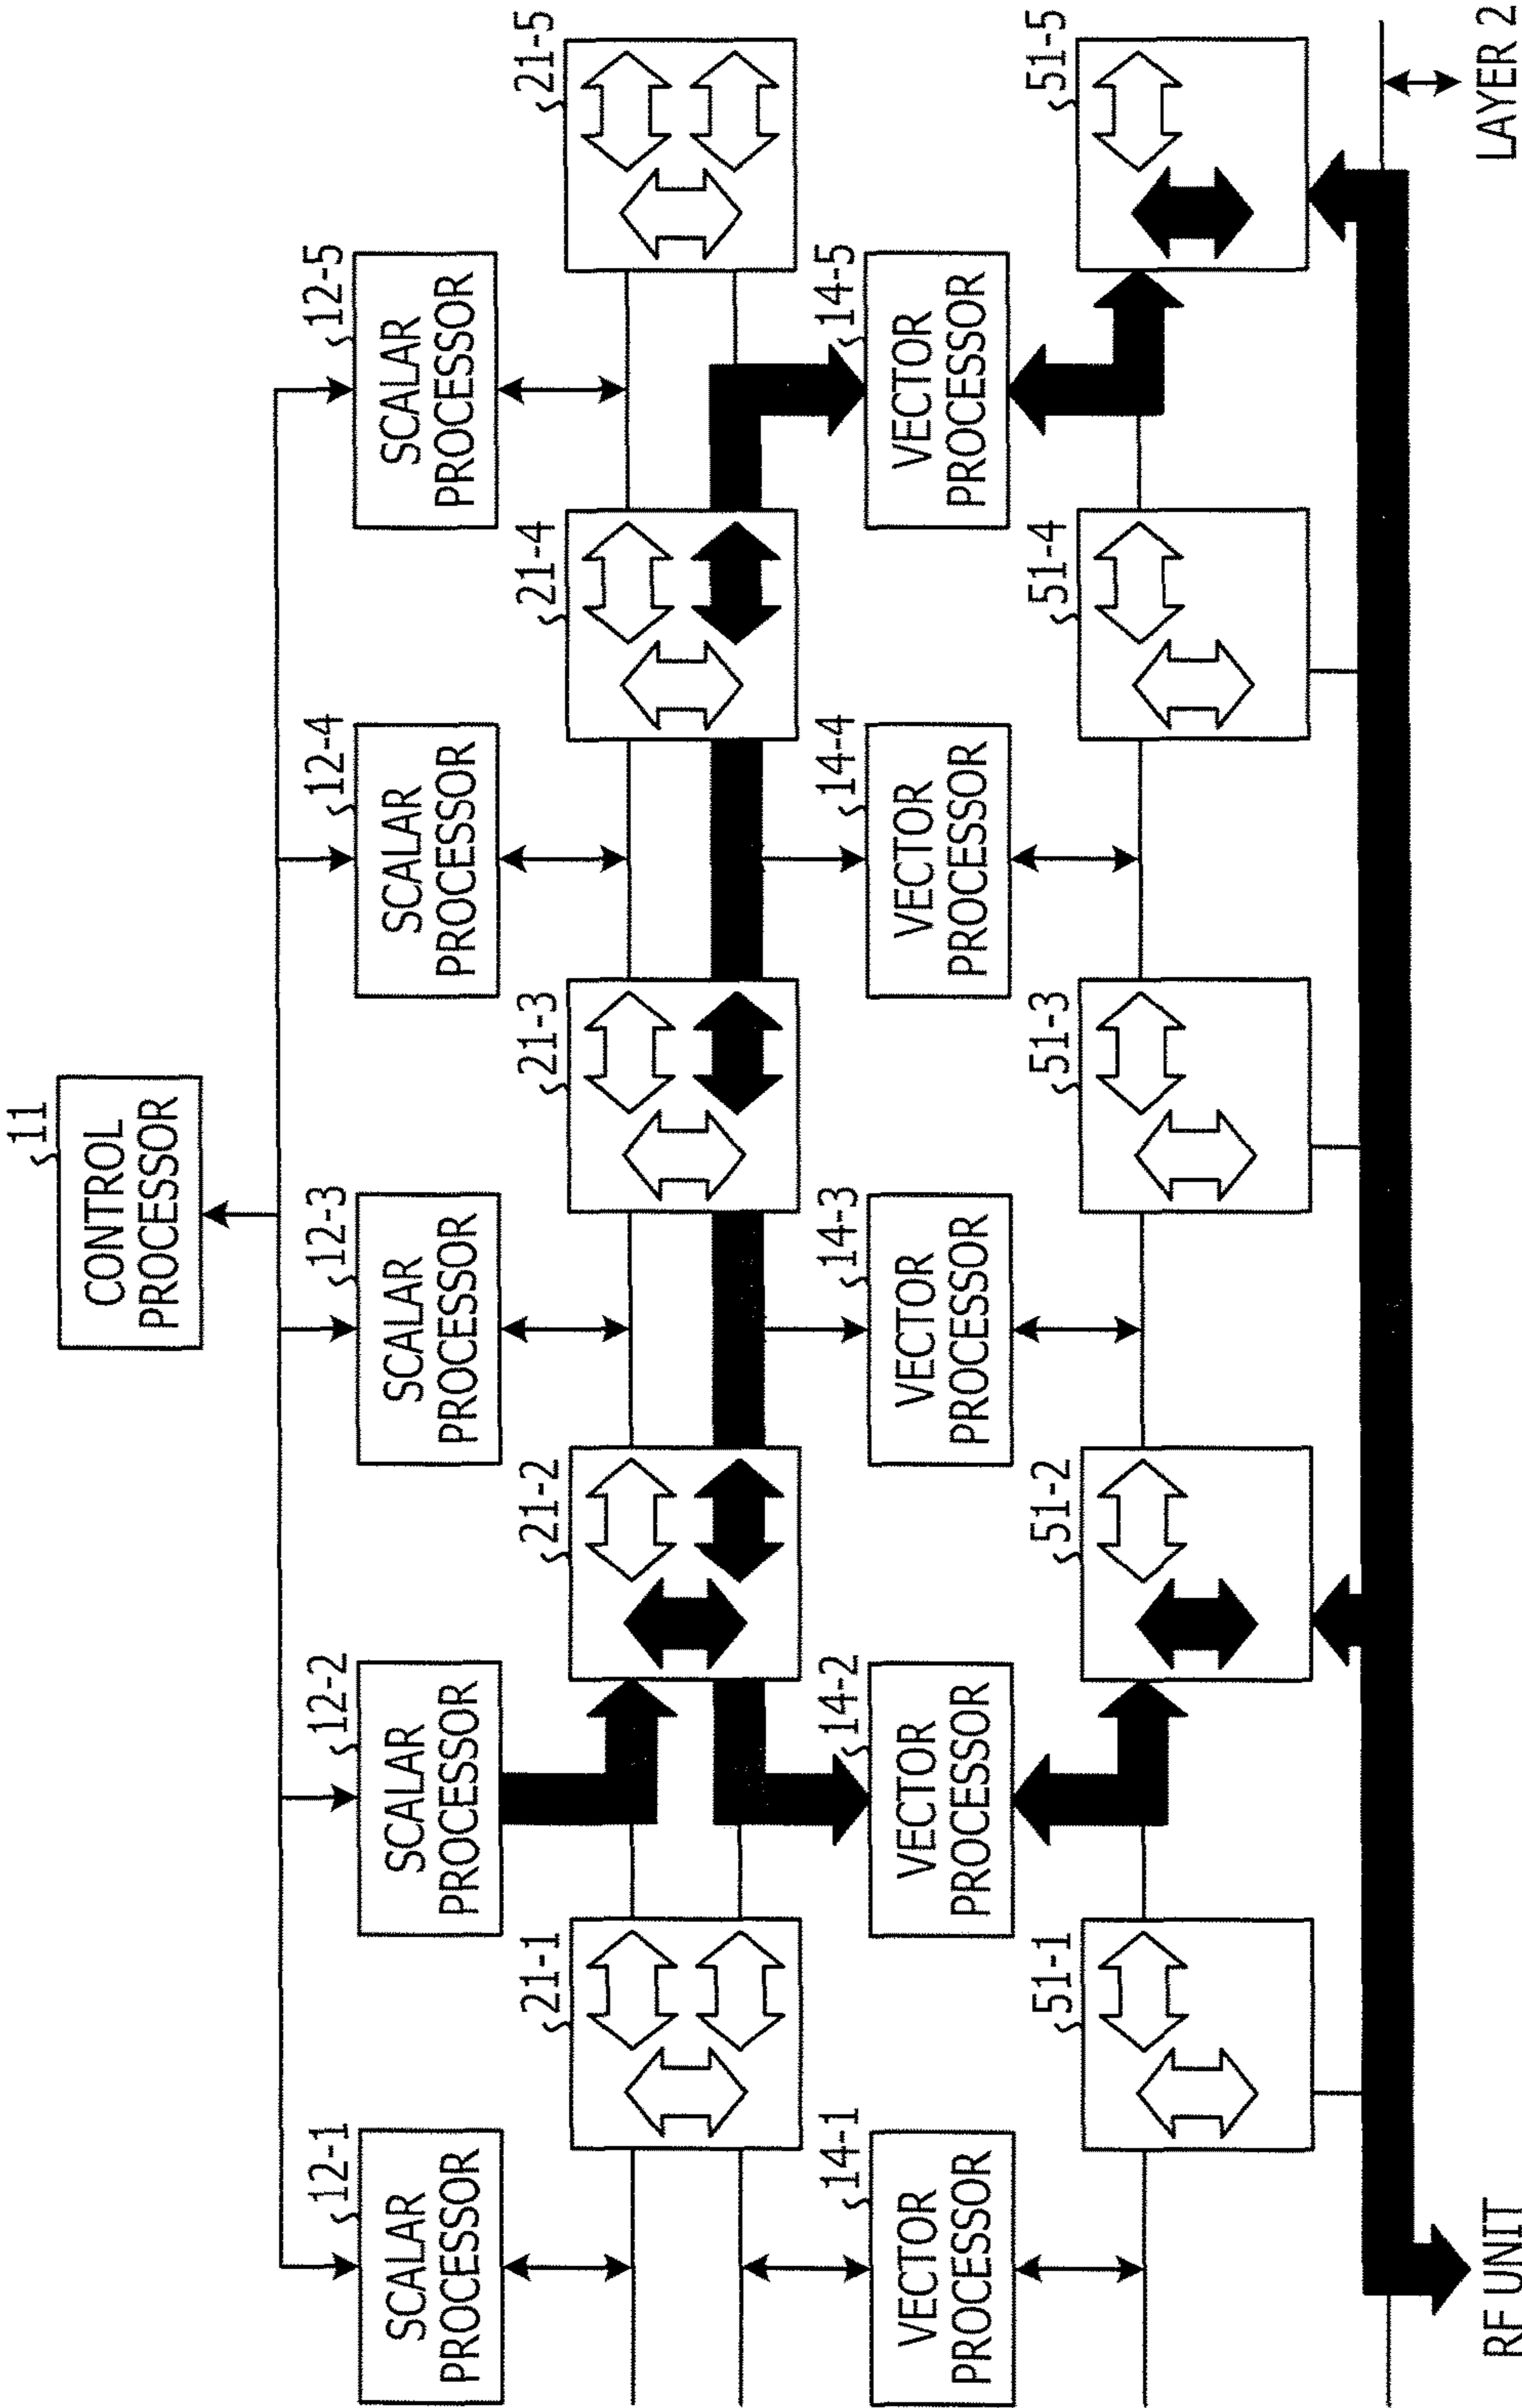 11
CONTROL
PROCESSOR
12-1
SCALAR
PROCESSOR
12-2
SCALAR
PROCESSOR
12-3
SCALAR
PROCESSOR
12-4
SCALAR
PROCESSOR
12-5
SCALAR
PROCESSOR
21-1
21-2
21-3
21-4
21-5
14-1
VECTOR
PROCESSOR
14-2
VECTOR
PROCESSOR
14-3
VECTOR
PROCESSOR
14-4
VECTOR
PROCESSOR
14-5
VECTOR
PROCESSOR
51-1
51-2
51-3
51-4
51-5
RF UNIT
LAYER 2